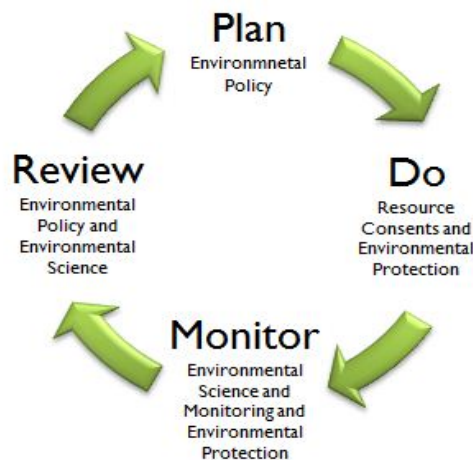 Plan
Environmnetal
Policy
Do
Resource
Consents and
Environmental
Protection
Monitor
Environmental
Science and
Monitoring and
Environmental
Protection
Review
Environmental
Policy and
Environmental
Science